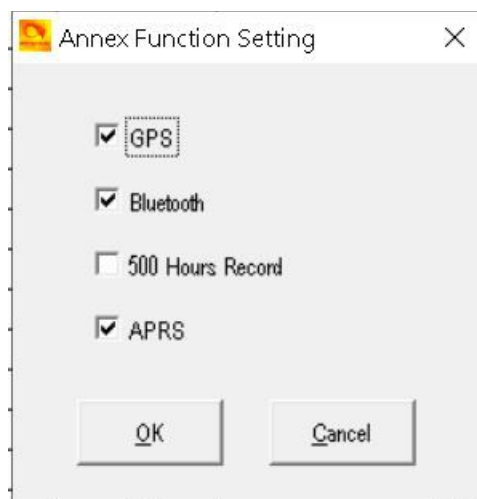 Annex Function Setting
GPS
Bluetooth
500 Hours Record
APRS
OK
Cancel